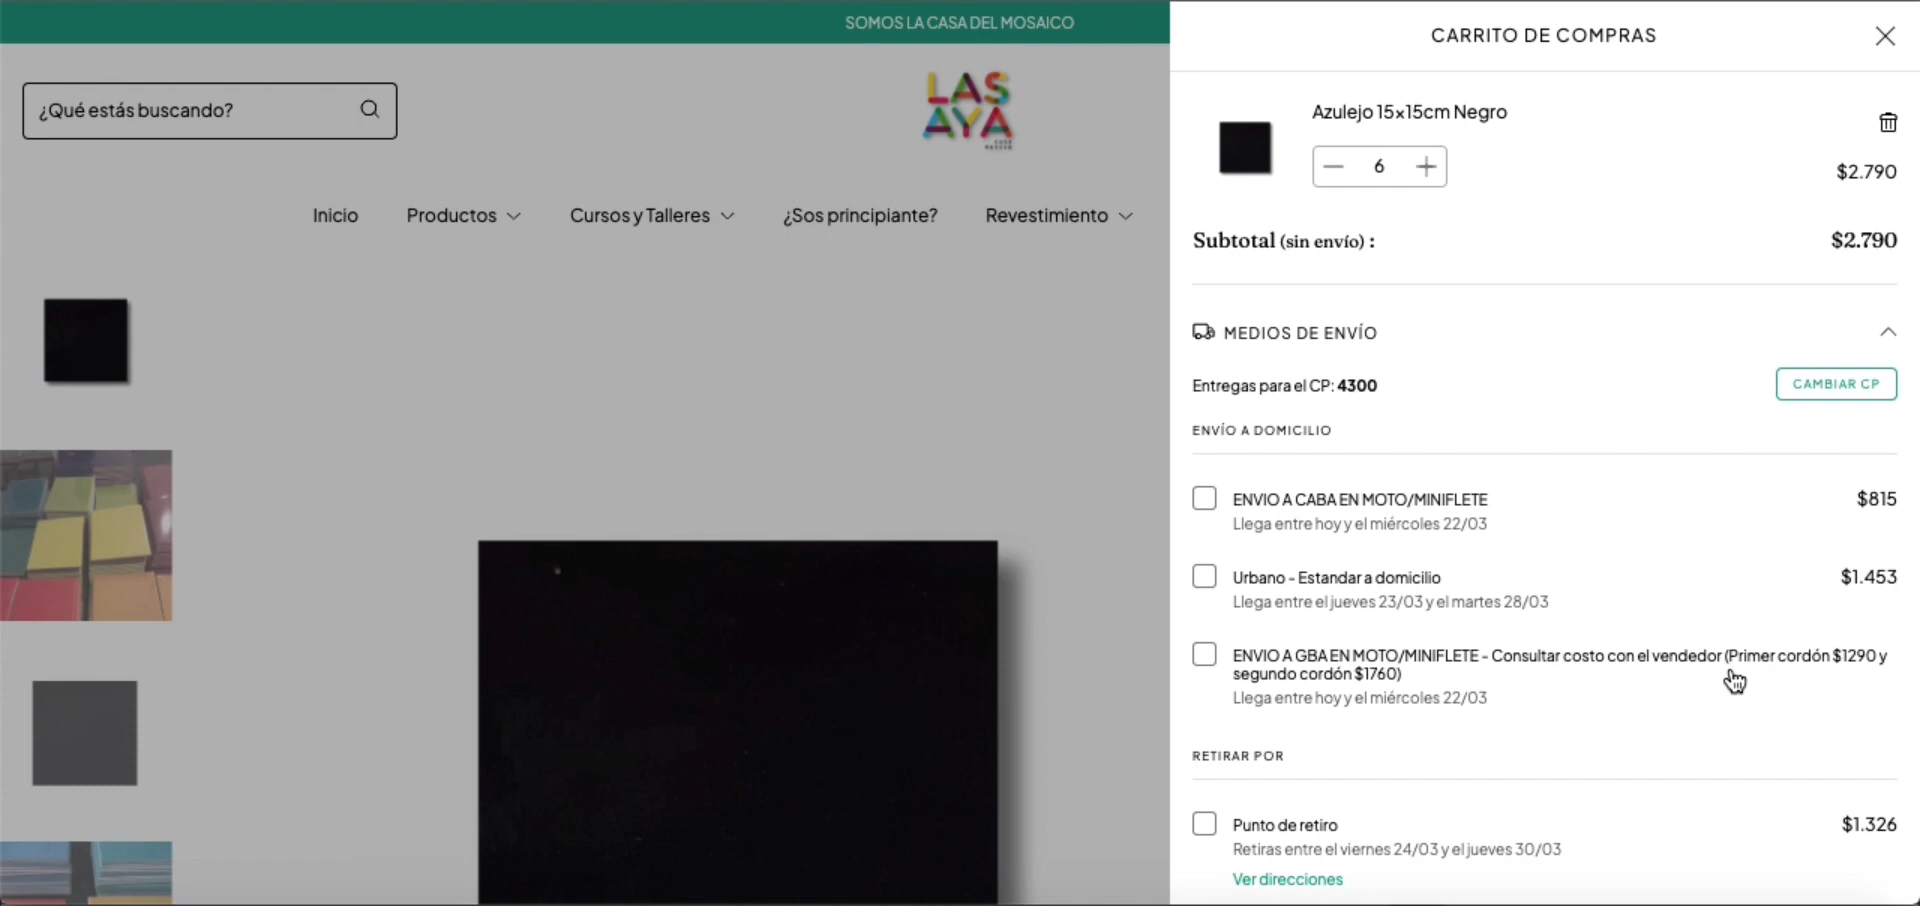 SOMOS LA CASA DEL MOSAICO
¿Qué estás buscando?
LAS
AYA
Inicio
Productos
Cursos y Talleres
¿Sos principiante?
Revestimiento
CARRITO DE COMPRAS
Azulejo 15x15cm Negro
6
$2.790
Subtotal (sin envío) :
$2.790
MEDIOS DE ENVÍO
Entregas para el CP: 4300
CAMBIAR CP
ENVÍO A DOMICILIO
ENVIO A CABA EN MOTO/MINIFLETE
$815
Llega entre hoy y el miércoles 22/03
Urbano - Estandar a domicilio
$1.453
Llega entre el jueves 23/03 y el martes 28/03
ENVIO A GBA EN MOTO/MINIFLETE - Consultar costo con el vendedor (Primer cordón $1290 y
segundo cordón $1760)
Llega entre hoy y el miércoles 22/03
RETIRAR POR
Punto de retiro
$1.326
Retiras entre el viernes 24/03 y el jueves 30/03
Ver direcciones